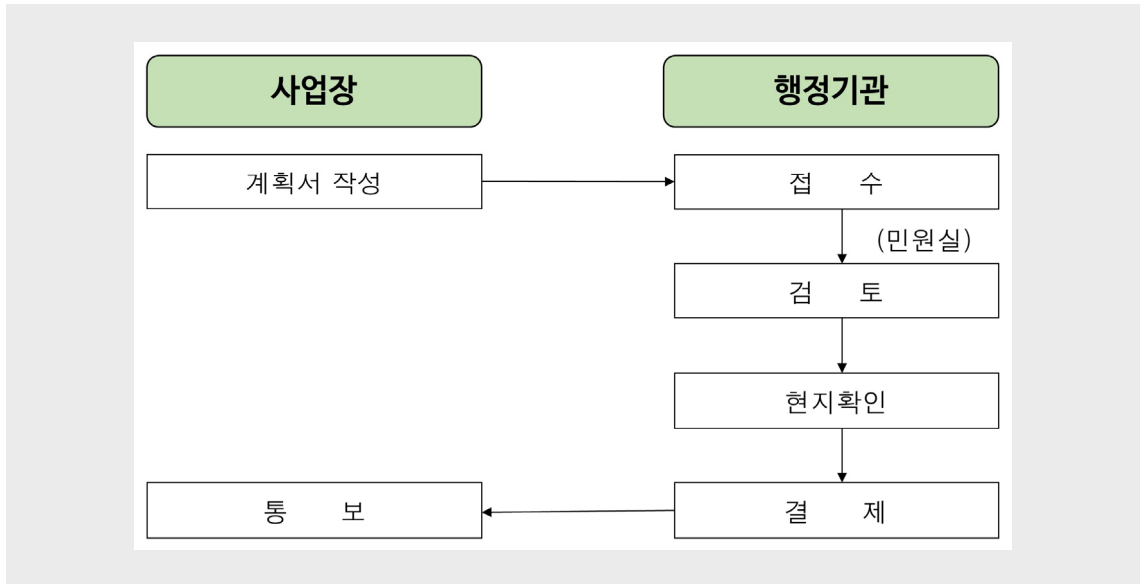 사업장
행정기관
계획서 작성
접 수
(민원실)
검 토
현지확인
통 보
결 제